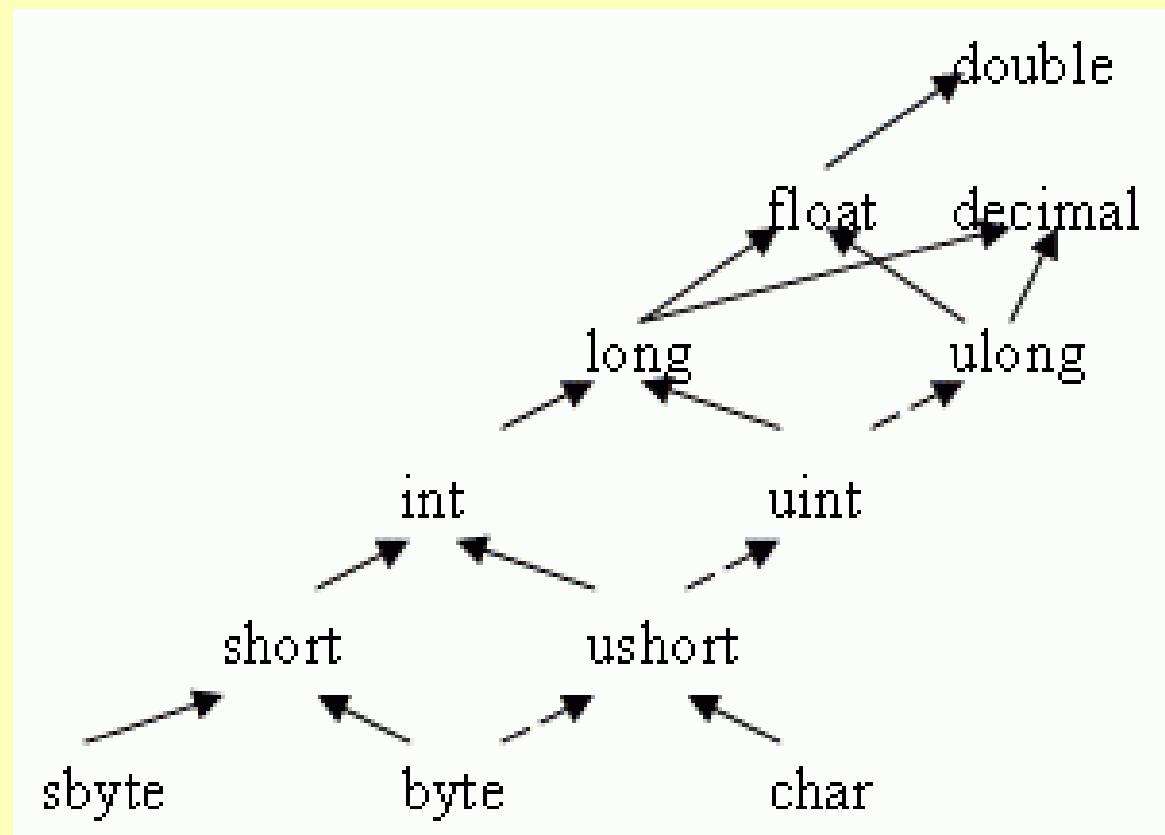 double
float decimal
long ulong
int uint
short ushort
sbyte byte char